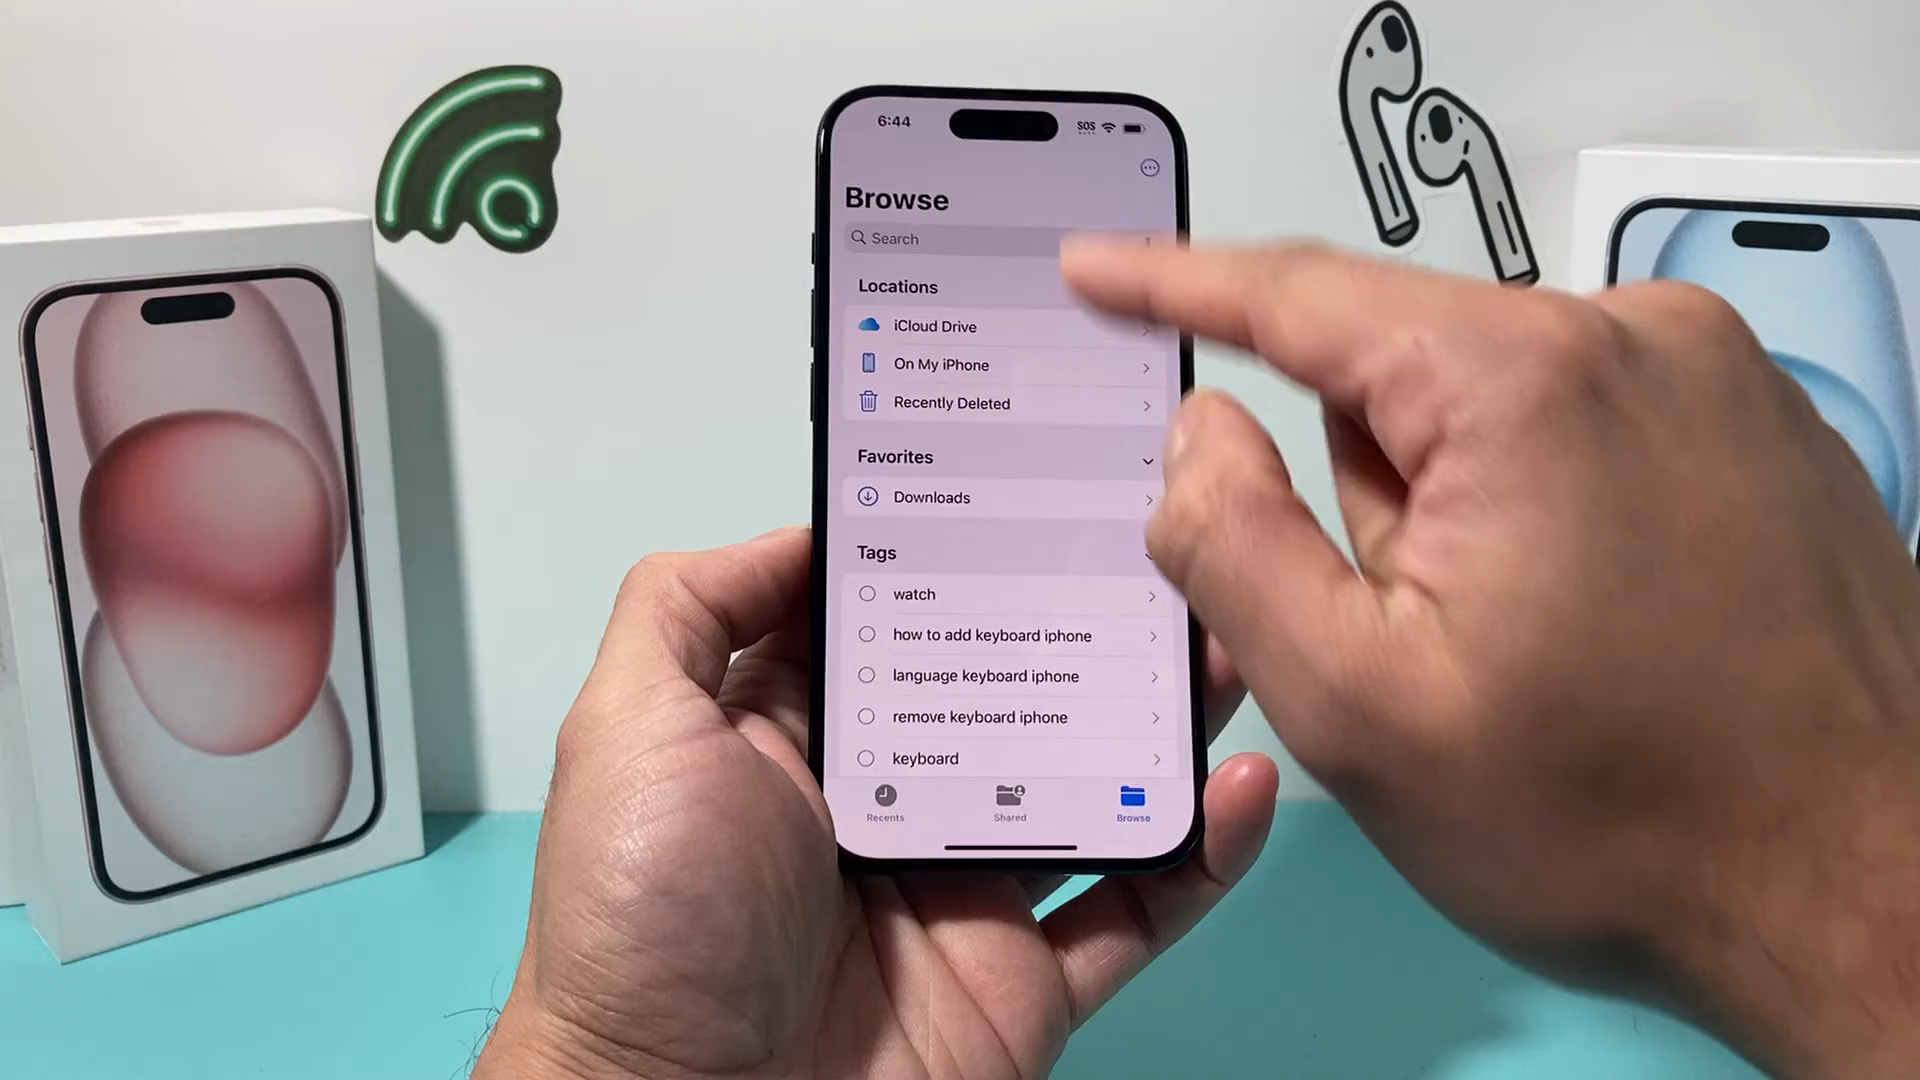 6:44
SOS
Browse
Search
Locations
iCloud Drive
On My iPhone
Recently Deleted
Favorites
Downloads
Tags
watch
how to add keyboard iphone
language keyboard iphone
remove keyboard iphone
keyboard
Recents
Shared
Browse